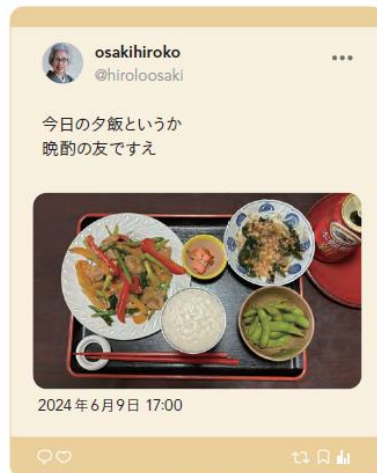 osakihiroko
@hiroloosaki
今日の夕飯というか
晩酌の友ですえ
2024年6月9日 17:00